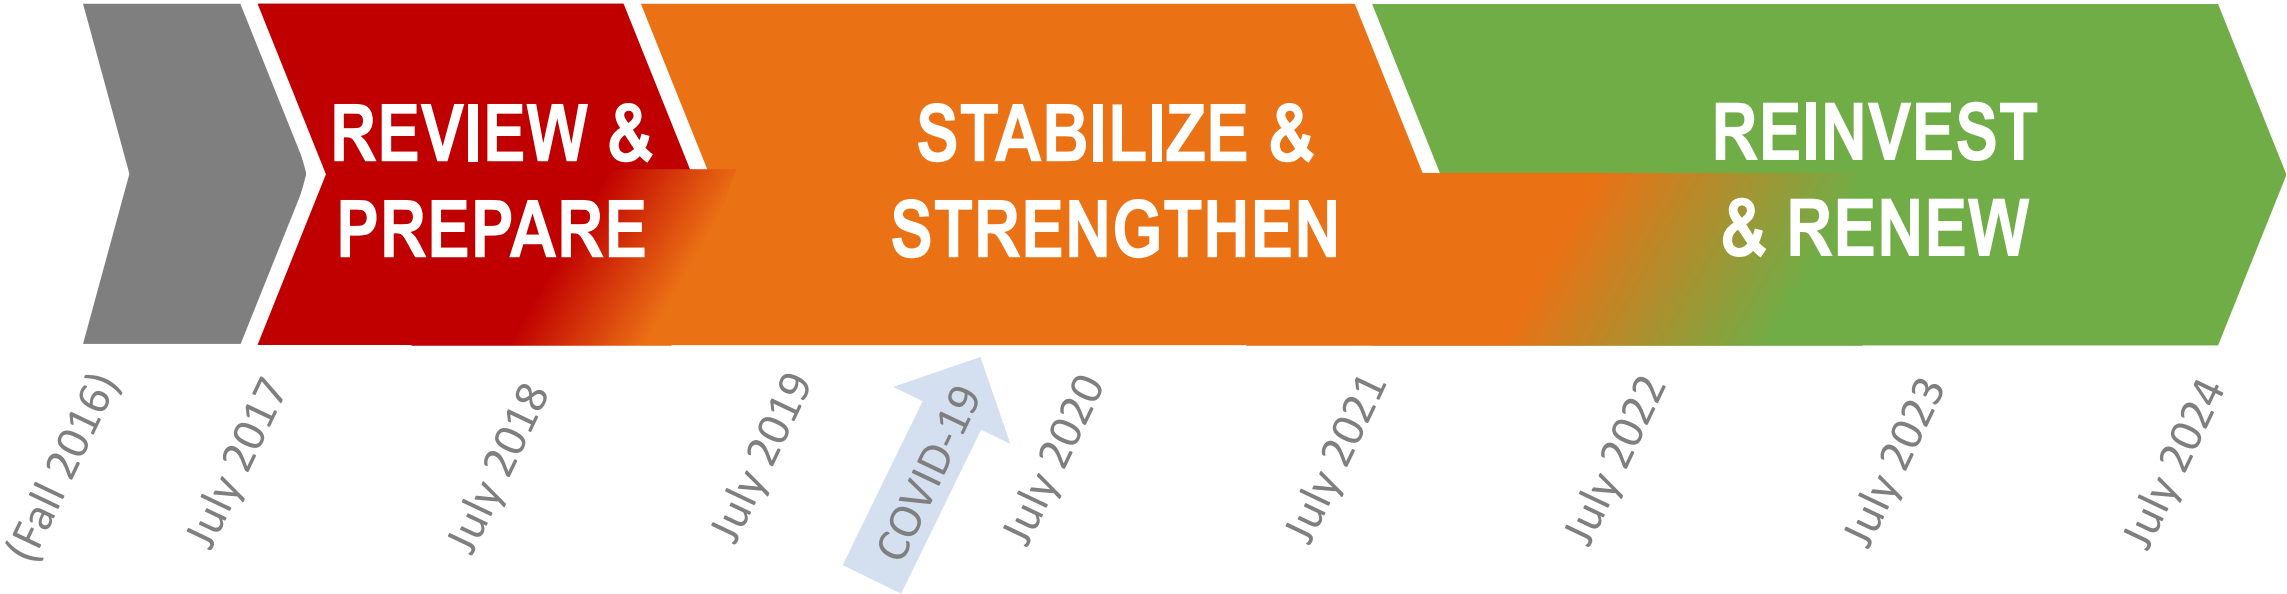 REVIEW &
PREPARE
STABILIZE &
STRENGTHEN
REINVEST
& RENEW
(Fall 2016)
July 2017
July 2018
July 2019
COVID-19
July 2020
July 2021
July 2022
July 2023
July 2024